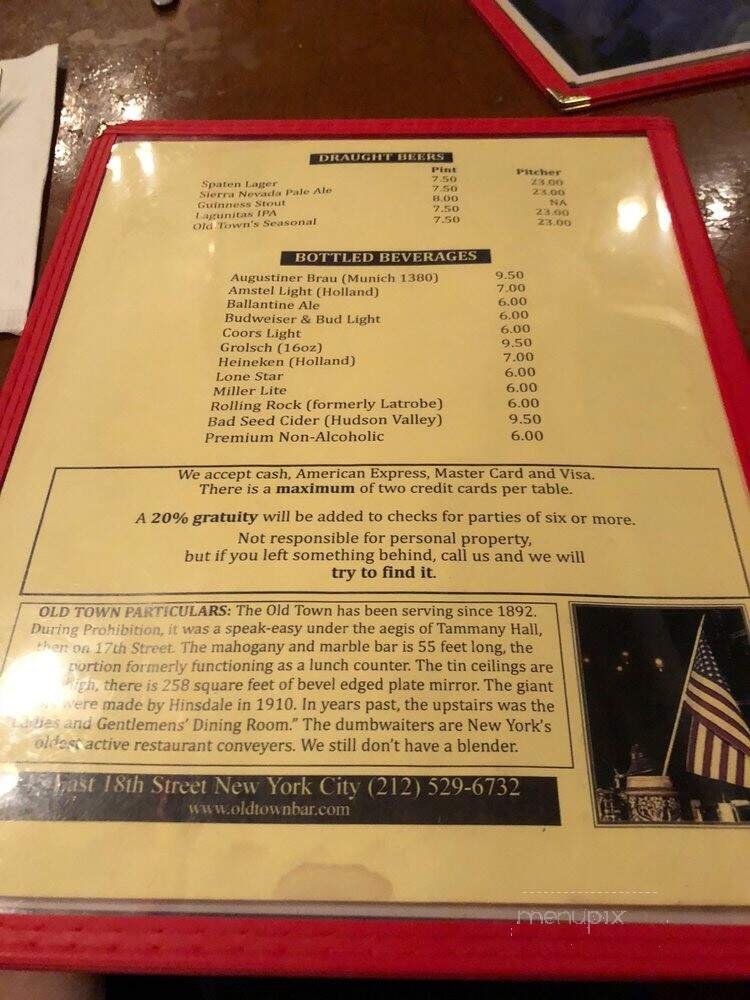 DRAUGHT BEERS
Pint Pitcher
Spaten Lager 7.50 23.00
Sierra Nevada Pale Ale 7.50 23.00
Guinness Stout 8.00 NA
Lagunitas IPA 7.50 23.00
Old Town's Seasonal 7.50 23.00
BOTTLED BEVERAGES
Augustiner Brau (Munich 1380) 9.50
Amstel Light (Holland) 7.00
Ballantine Ale 6.00
Budweiser & Bud Light 6.00
Coors Light 6.00
Grolsch (16oz) 9.50
Heineken (Holland) 7.00
Lone Star 6.00
Miller Lite 6.00
Rolling Rock (formerly Latrobe) 6.00
Bad Seed Cider (Hudson Valley) 9.50
Premium Non-Alcoholic 6.00
We accept cash, American Express, Master Card and Visa.
There is a maximum of two credit cards per table.
A 20% gratuity will be added to checks for parties of six or more.
Not responsible for personal property,
but if you left something behind, call us and we will
try to find it.
OLD TOWN PARTICULARS: The Old Town has been serving since 1892.
During Prohibition, it was a speak-easy under the aegis of Tammany Hall,
then on 17th Street. The mahogany and marble bar is 55 feet long, the
portion formerly functioning as a lunch counter. The tin ceilings are
high, there is 258 square feet of bevel edged plate mirror. The giant
were made by Hinsdale in 1910. In years past, the upstairs was the
"Ladies and Gentlemens' Dining Room." The dumbwaiters are New York's
oldest active restaurant conveyers. We still don't have a blender.
East 18th Street New York City (212) 529-6732
www.oldtownbar.com
menupix